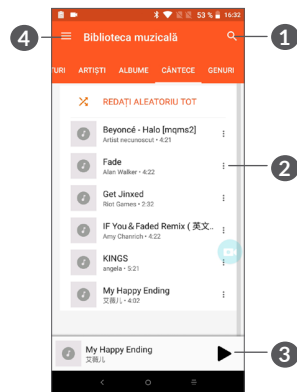 53 % 16:32
4
Biblioteca muzicală
1
TURI ARTIȘTI ALBUME CÂNTECE GENURI
REDAȚI ALEATORIU TOT
Beyoncé - Halo [mqms2]
Artist necunoscut • 4:21
Fade
Alan Walker • 4:22
2
Get Jinxed
Riot Games • 2:32
IF You & Faded Remix ( 英文..
Amy Channich • 4:22
KINGS
angela • 5:21
My Happy Ending
艾薇儿 • 4:02
My Happy Ending
艾薇儿
3